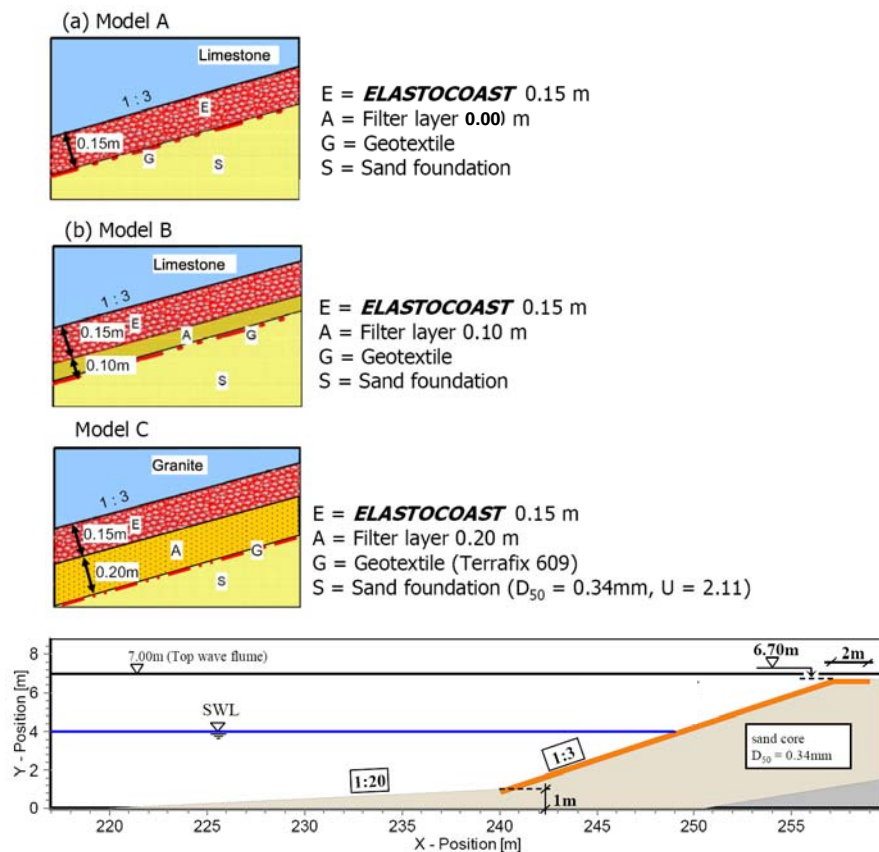 (a) Model A
Limestone
1 : 3
E
0.15m
G
S
E = ELASTOCOAST 0.15 m
A = Filter layer 0.00) m
G = Geotextile
S = Sand foundation
(b) Model B
Limestone
1 : 3
E
0.15m
A
G
0.10m
S
E = ELASTOCOAST 0.15 m
A = Filter layer 0.10 m
G = Geotextile
S = Sand foundation
Model C
Granite
1 : 3
E
0.15m
A
G
0.20m
S
E = ELASTOCOAST 0.15 m
A = Filter layer 0.20 m
G = Geotextile (Terrafix 609)
S = Sand foundation (D50 = 0.34mm, U = 2.11)
8
6
4
2
0
Y - Position [m]
7.00m (Top wave flume)
6.70m
2m
SWL
sand core
D50 = 0.34mm
1:3
1:20
1m
220 225 230 235 240 245 250 255
X - Position [m]